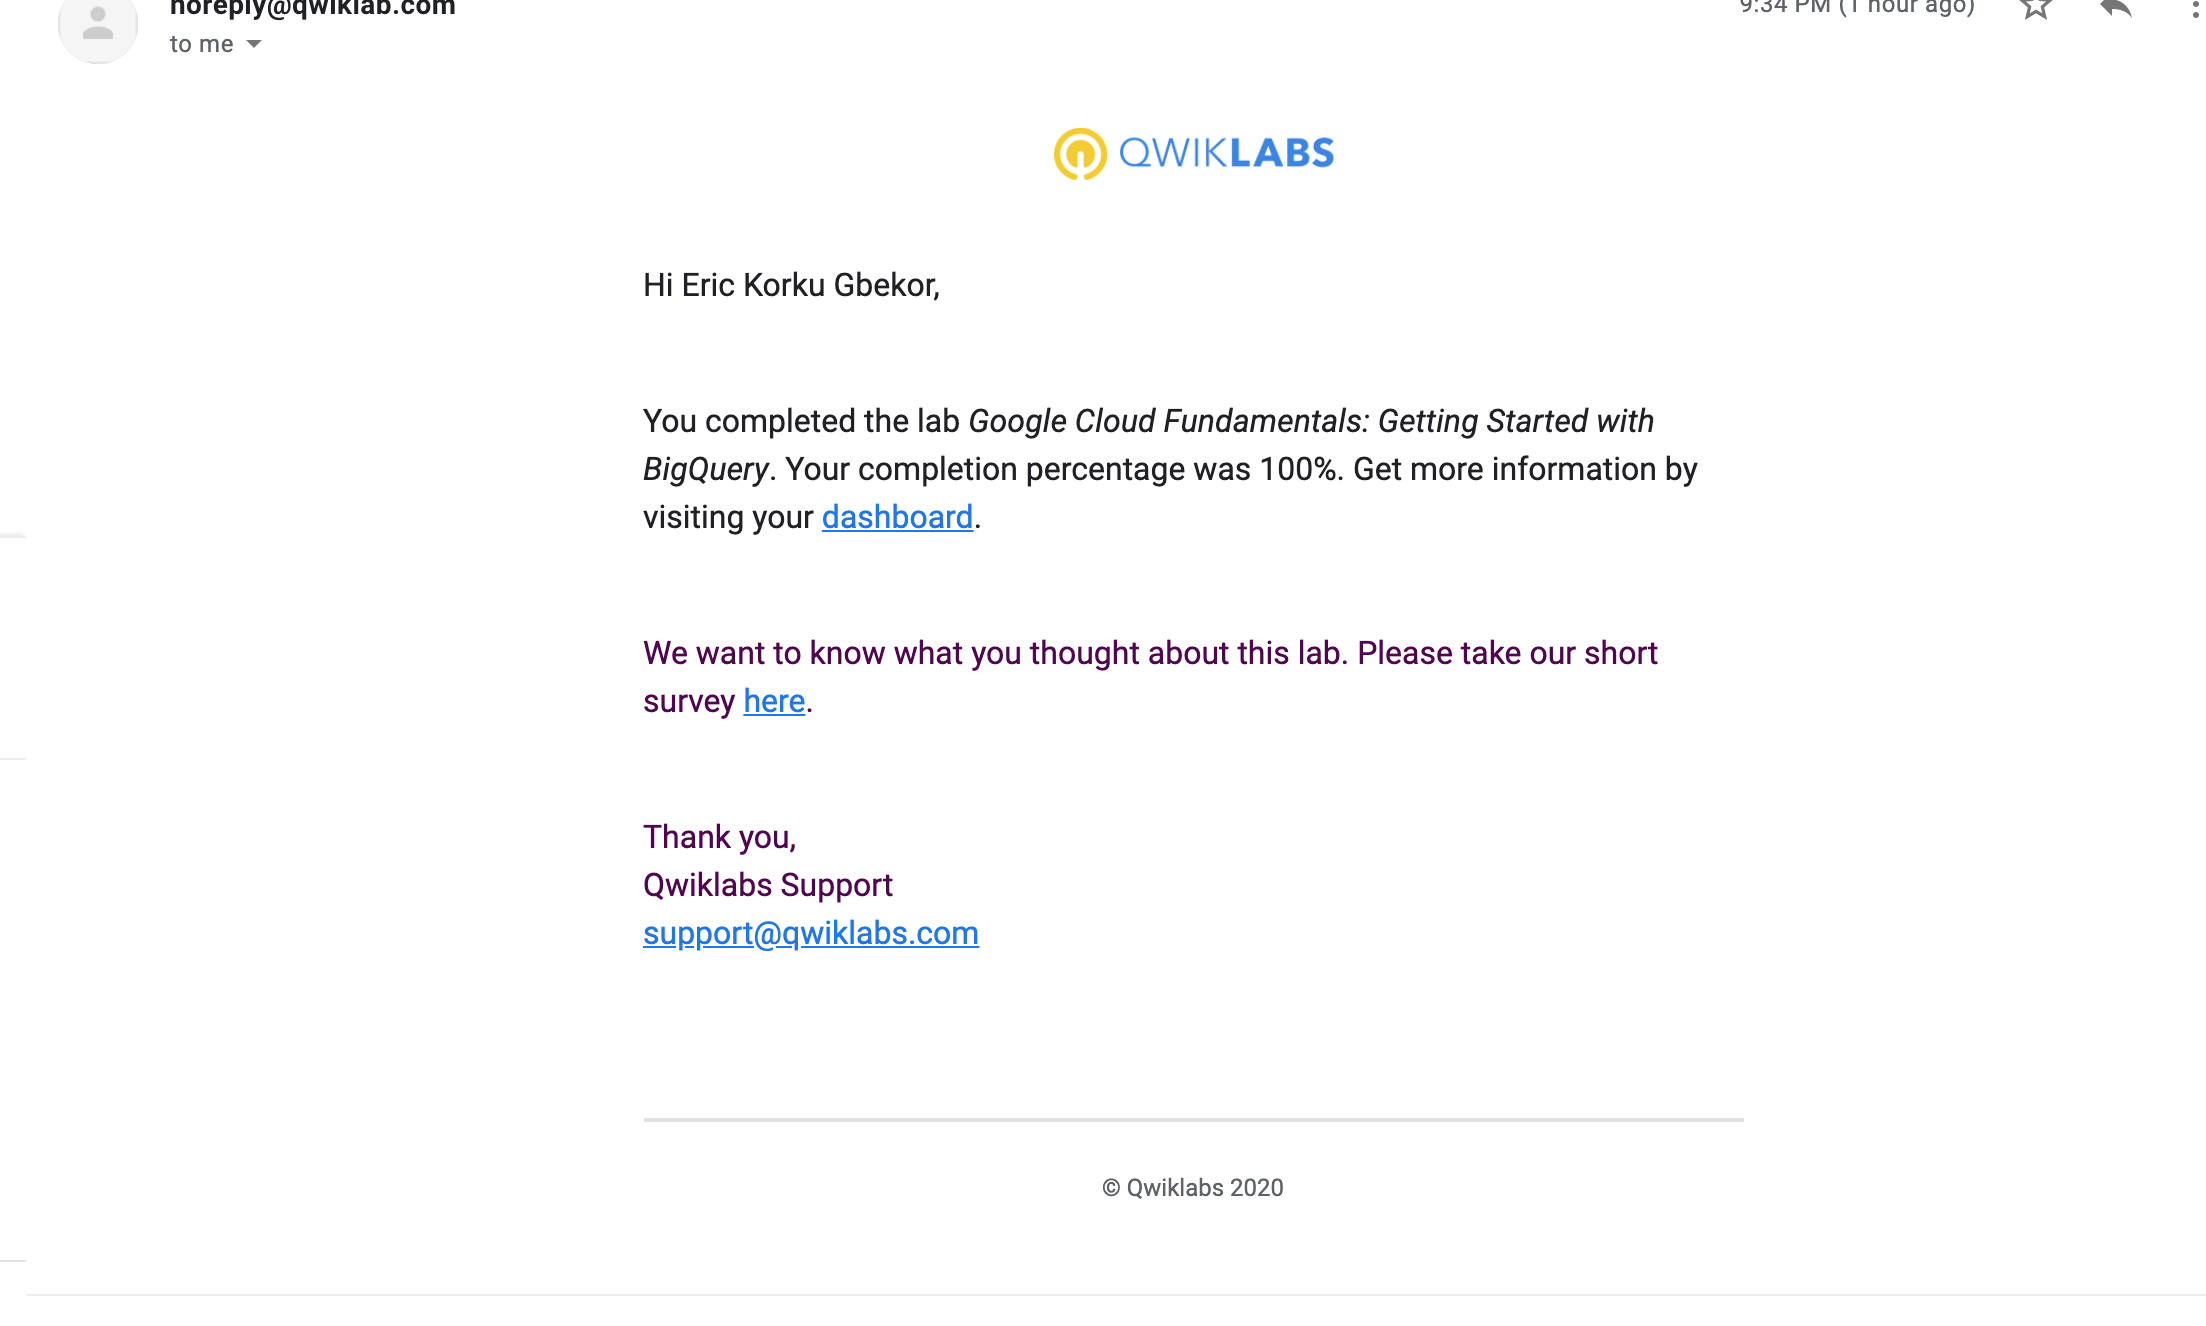 noreply@qwiklab.com
9:34 PM (1 hour ago)
to me
QWIKLABS
Hi Eric Korku Gbekor,
You completed the lab Google Cloud Fundamentals: Getting Started with
BigQuery. Your completion percentage was 100%. Get more information by
visiting your dashboard.
We want to know what you thought about this lab. Please take our short
survey here.
Thank you,
Qwiklabs Support
support@qwiklabs.com
© Qwiklabs 2020